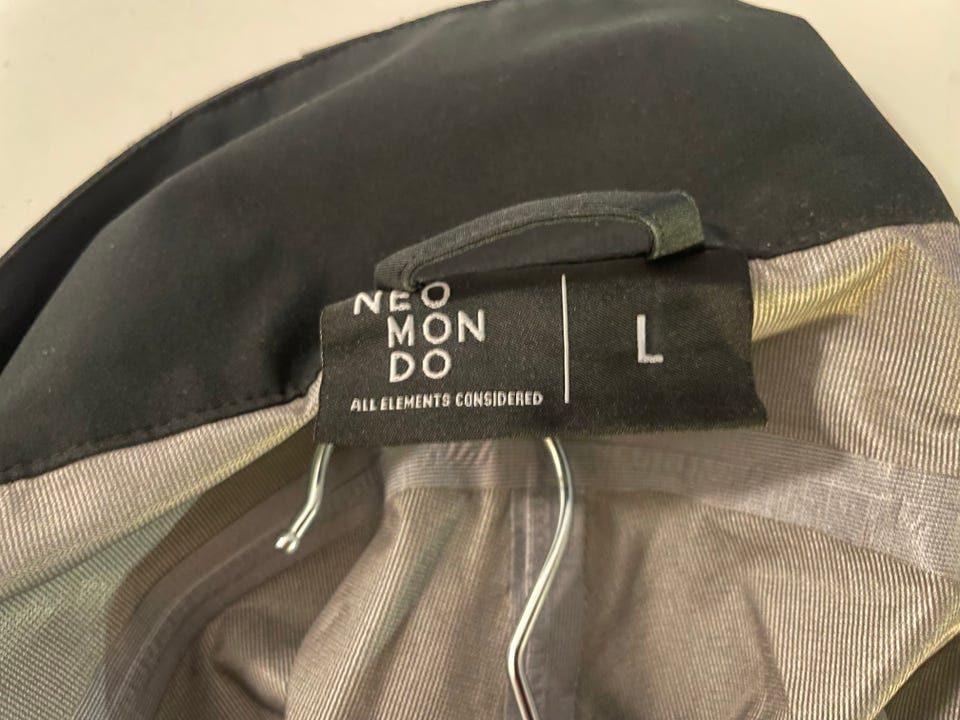 NEO
MON
DO
ALL ELEMENTS CONSIDERED
L